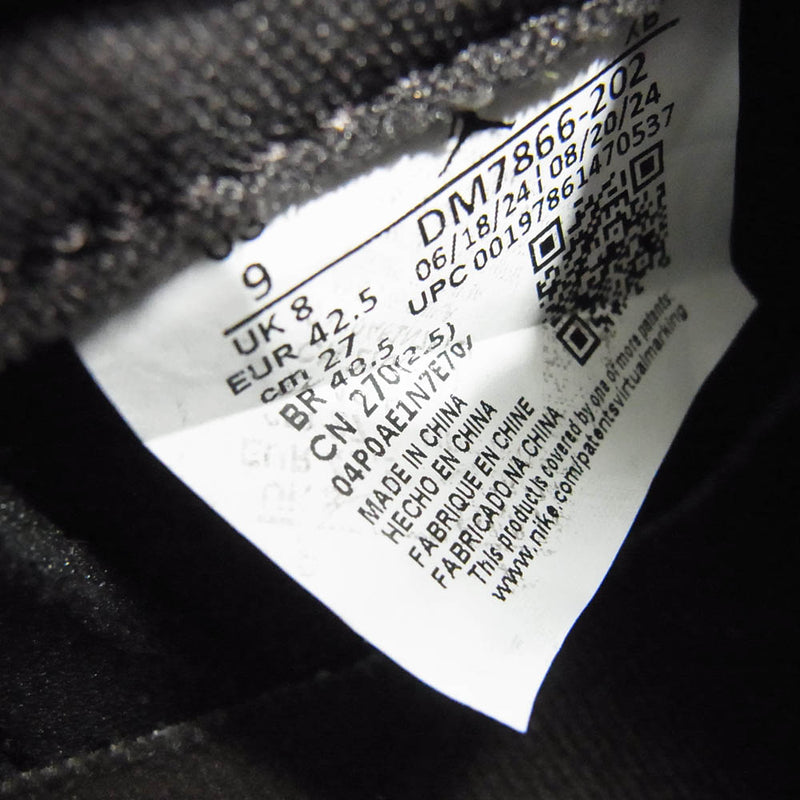 9
UK 8
EUR 42.5
cm 27
BR 40.5
CN 270(2.5)
DM7866-202
06/18/24 | 08/20/24
UPC 00197861470537
MADE IN CHINA
HECHO EN CHINA
FABRIQUE EN CHINE
FABRICADO NA CHINA
This product is covered by one or more patents:
www.nike.com/patentsvirtualmarking